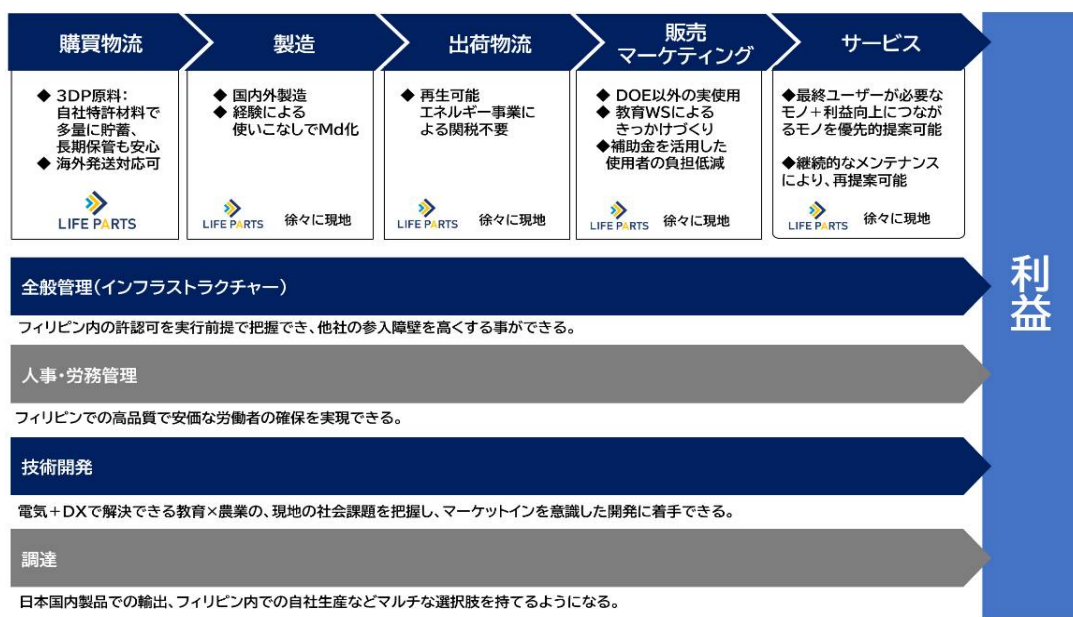 購買物流
製造
出荷物流
販売
マーケティング
サービス
◆ 3DP原料:
自社特許材料で
多量に貯蓄、
長期保管も安心
◆ 海外発送対応可
LIFE PARTS
◆ 国内外製造
◆ 経験による
使いこなしでMd化
LIFE PARTS 徐々に現地
◆ 再生可能
エネルギー事業に
よる関税不要
LIFE PARTS 徐々に現地
◆ DOE以外の実使用
◆ 教育WSによる
きっかけづくり
◆補助金を活用した
使用者の負担低減
LIFE PARTS 徐々に現地
◆最終ユーザーが必要な
モノ+利益向上につなが
るモノを優先的提案可能
◆継続的なメンテナンス
により、再提案可能
LIFE PARTS 徐々に現地
利益
全般管理(インフラストラクチャー)
フィリピン内の許認可を実行前提で把握でき、他社の参入障壁を高くする事ができる。
人事・労務管理
フィリピンでの高品質で安価な労働者の確保を実現できる。
技術開発
電気+DXで解決できる教育×農業の、現地の社会課題を把握し、マーケットインを意識した開発に着手できる。
調達
日本国内製品での輸出、フィリピン内での自社生産などマルチな選択肢を持てるようになる。